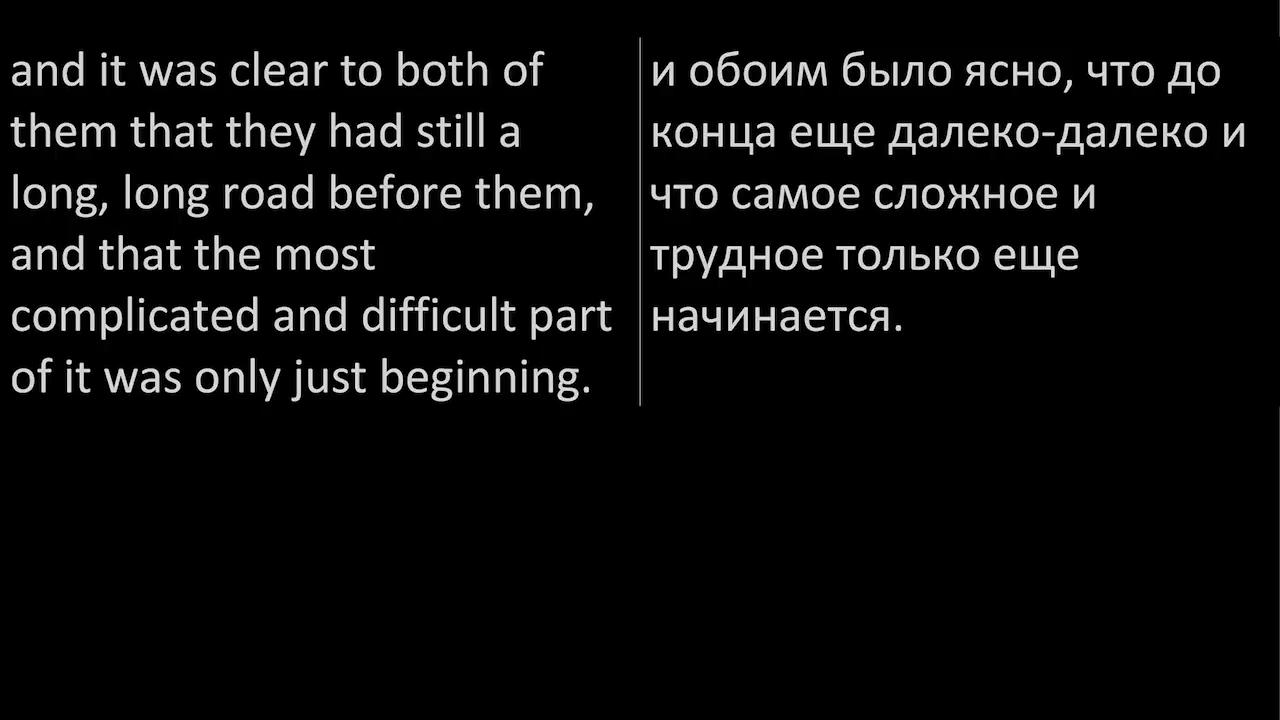 and it was clear to both of
them that they had still a
long, long road before them,
and that the most
complicated and difficult part
of it was only just beginning.
и обоим было ясно, что до
конца еще далеко-далеко и
что самое сложное и
трудное только еще
начинается.